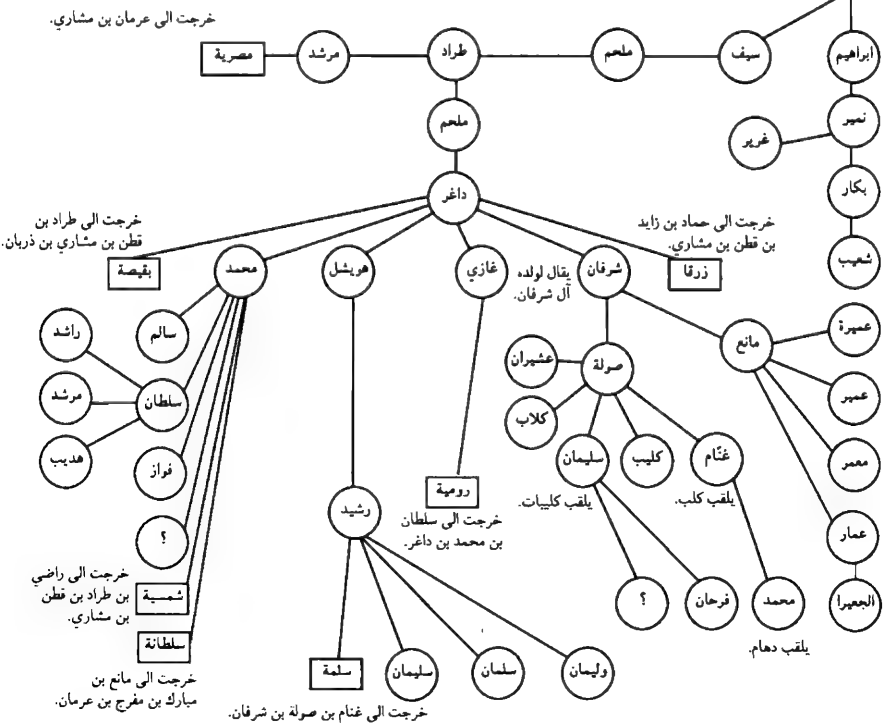 خرجت الى عرمان بن مشاري.
ابراهيم
سيف
ملحم
طراد
مرشد
مصرية
نمير
غرير
ملحم
بكار
داغر
شعيب
خرجت الى حماد بن زايد
بن قطن بن مشاري.
خرجت الى طراد بن
قطن بن مشاري بن ذربان.
زرقا
شرفان
يقال لولده
آل شرفان.
غازي
هويشل
محمد
بقيصة
عميرة
مانع
سالم
راشد
صولة
عشيران
عمير
سلطان
مرشد
كلاب
معمر
غنّام
كليب
سليمان
فواز
هديب
يلقب كلب.
يلقب كليبات.
رومية
خرجت الى سلطان
بن محمد بن داغر.
رشيد
عمار
؟
خرجت الى راضي
بن طراد بن قطن
بن مشاري.
شمسية
الجعيرا
محمد
فرحان
؟
يلقب دهام.
سلطانة
خرجت الى مانع بن
مبارك بن مفرج بن عرمان.
وليمان
سلمان
سليمان
سلمة
خرجت الى غنام بن صولة بن شرفان.